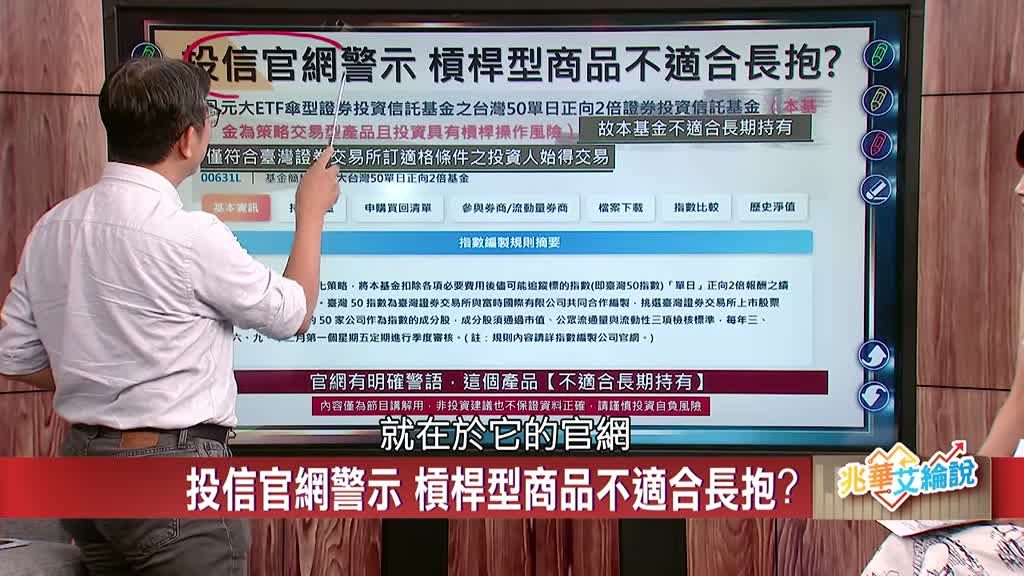 投信官網警示 槓桿型商品不適合長抱?
元大ETF傘型證券投資信託基金之台灣50單日正向2倍證券投資信託基金（本基
金為策略交易型產品且投資具有槓桿操作風險） 故本基金不適合長期持有
僅符合臺灣證券交易所訂適格條件之投資人始得交易
00631L 基金簡 大台灣50單日正向2倍基金
基本資訊 申購買回清單 參與券商/流動量券商 檔案下載 指數比較 歷史淨值
指數編製規則摘要
化策略，將本基金扣除各項必要費用後儘可能追蹤標的指數(即臺灣50指數)「單日」正向2倍報酬之績
。臺灣 50 指數為臺灣證券交易所與富時國際有限公司共同合作編製，挑選臺灣證券交易所上市股票
的 50 家公司作為指數的成分股，成分股須通過市值、公眾流通量與流動性三項檢核標準，每年三、
六、九 月第一個星期五定期進行季度審核。( 註：規則內容請詳指數編製公司官網。)
官網有明確警語，這個產品【不適合長期持有】
內容僅為節目講解用，非投資建議也不保證資料正確，請謹慎投資自負風險
就在於它的官網
投信官網警示 槓桿型商品不適合長抱?
兆華艾綸說